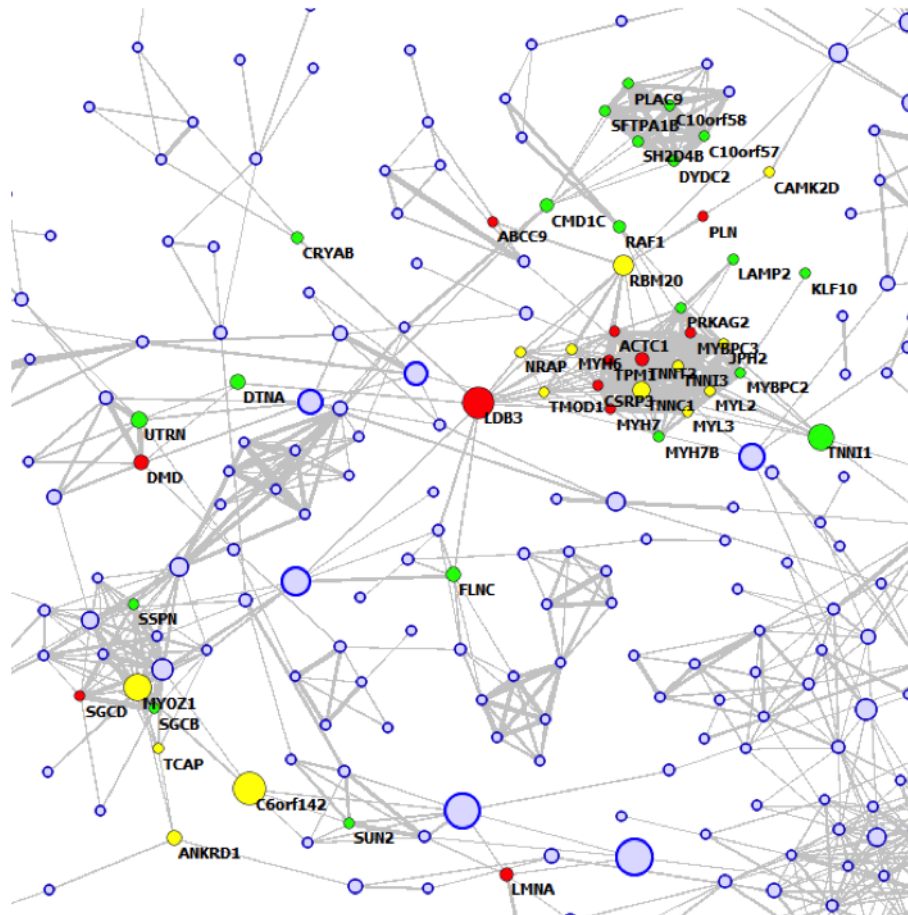 PLAC9
C10orf58
SFTPA1B
C10orf57
SH2D4B
DYDC2
CAMK2D
CMD1C
PLN
ABCC9
RAF1
CRYAB
LAMP2
RBM20
KLF10
PRKAG2
ACTC1
MYBPC3
NRAP
MYH6
JPH2
TPM1
TNNT2
TNNI3
MYBPC2
DTNA
TMOD1
CSRP3
TNNC1
MYL2
LDB3
MYH7
MYL3
UTRN
MYH7B
TNNI1
DMD
FLNC
SSPN
SGCD
MYOZ1
SGCB
TCAP
C6orf142
SUN2
ANKRD1
LMNA